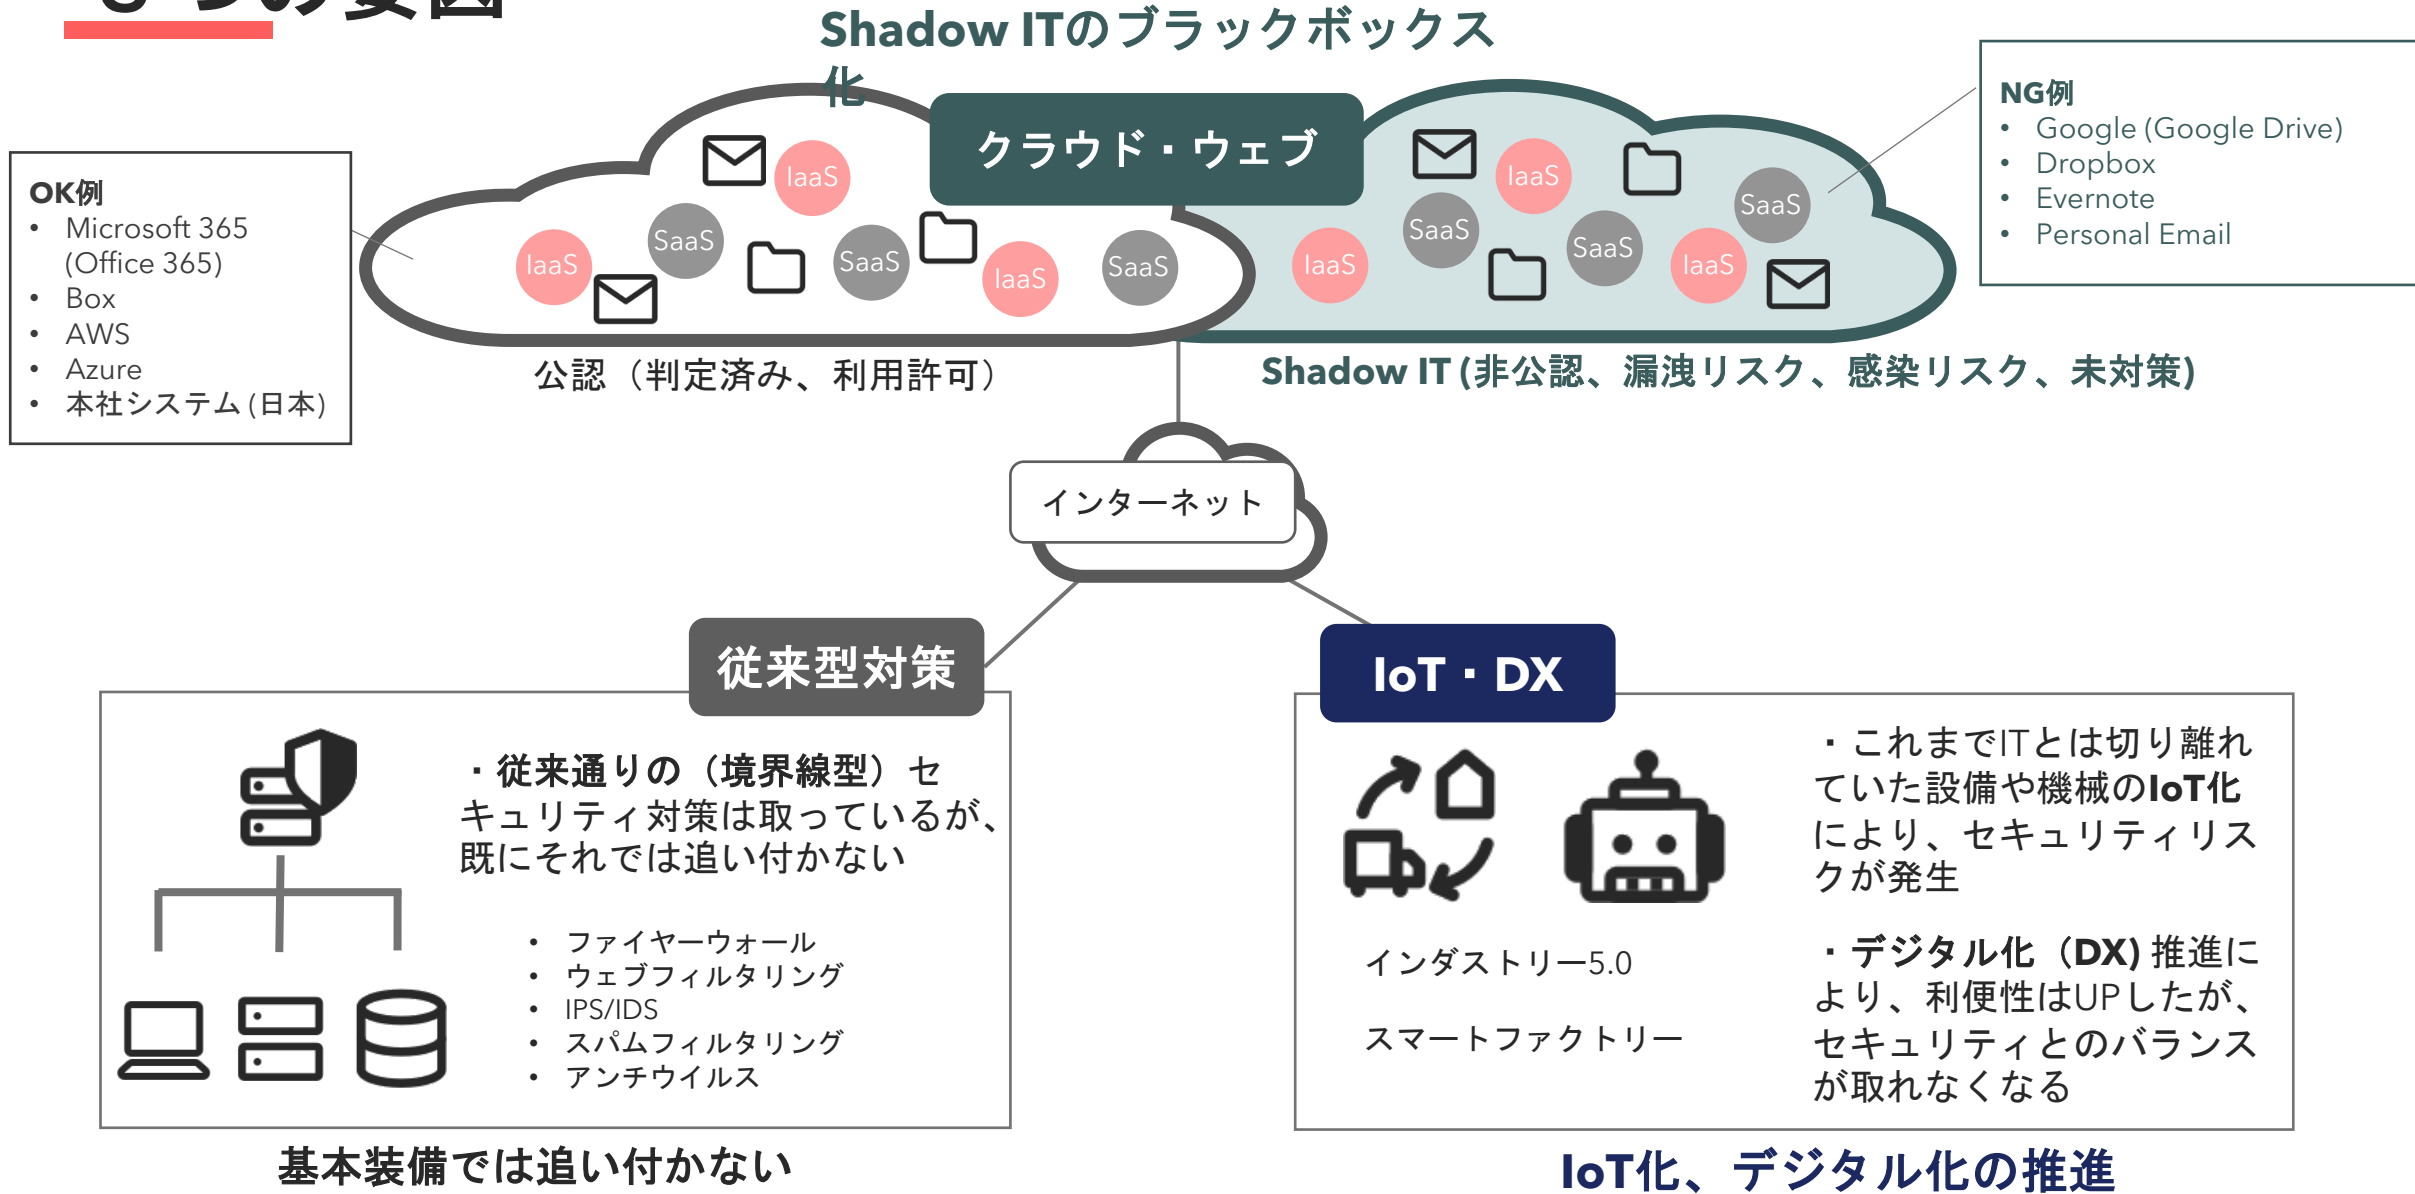 の要因
Shadow ITのブラックボックス
化
クラウド・ウェブ
OK例
• Microsoft 365
(Office 365)
• Box
• AWS
• Azure
• 本社システム (日本)
NG例
• Google (Google Drive)
• Dropbox
• Evernote
• Personal Email
IaaS
IaaS
SaaS
SaaS
IaaS
SaaS
IaaS
SaaS
SaaS
IaaS
SaaS
IaaS
公認（判定済み、利用許可）
Shadow IT (非公認、漏洩リスク、感染リスク、未対策)
インターネット
従来型対策
・従来通りの（境界線型）セ
キュリティ対策は取っているが、
既にそれでは追い付かない
• ファイヤーウォール
• ウェブフィルタリング
• IPS/IDS
• スパムフィルタリング
• アンチウイルス
基本装備では追い付かない
IoT・DX
インダストリー5.0
スマートファクトリー
・これまでITとは切り離れ
ていた設備や機械のIoT化
により、セキュリティリス
クが発生
・デジタル化（DX) 推進に
より、利便性はUPしたが、
セキュリティとのバランス
が取れなくなる
IoT化、デジタル化の推進